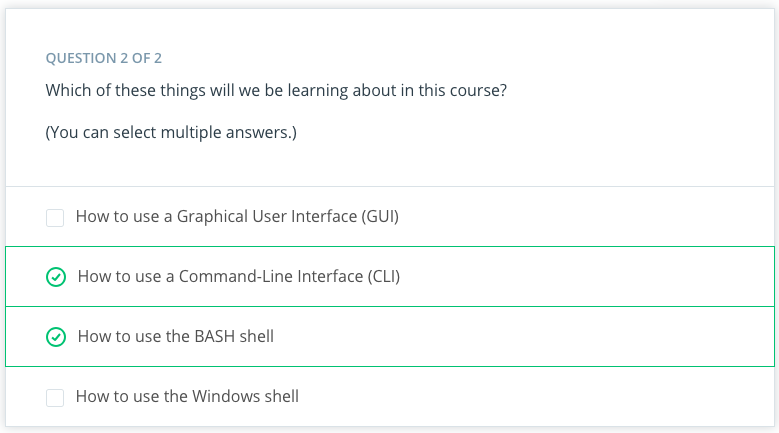 QUESTION 2 OF 2
Which of these things will we be learning about in this course?
(You can select multiple answers.)
How to use a Graphical User Interface (GUI)
How to use a Command-Line Interface (CLI)
How to use the BASH shell
How to use the Windows shell